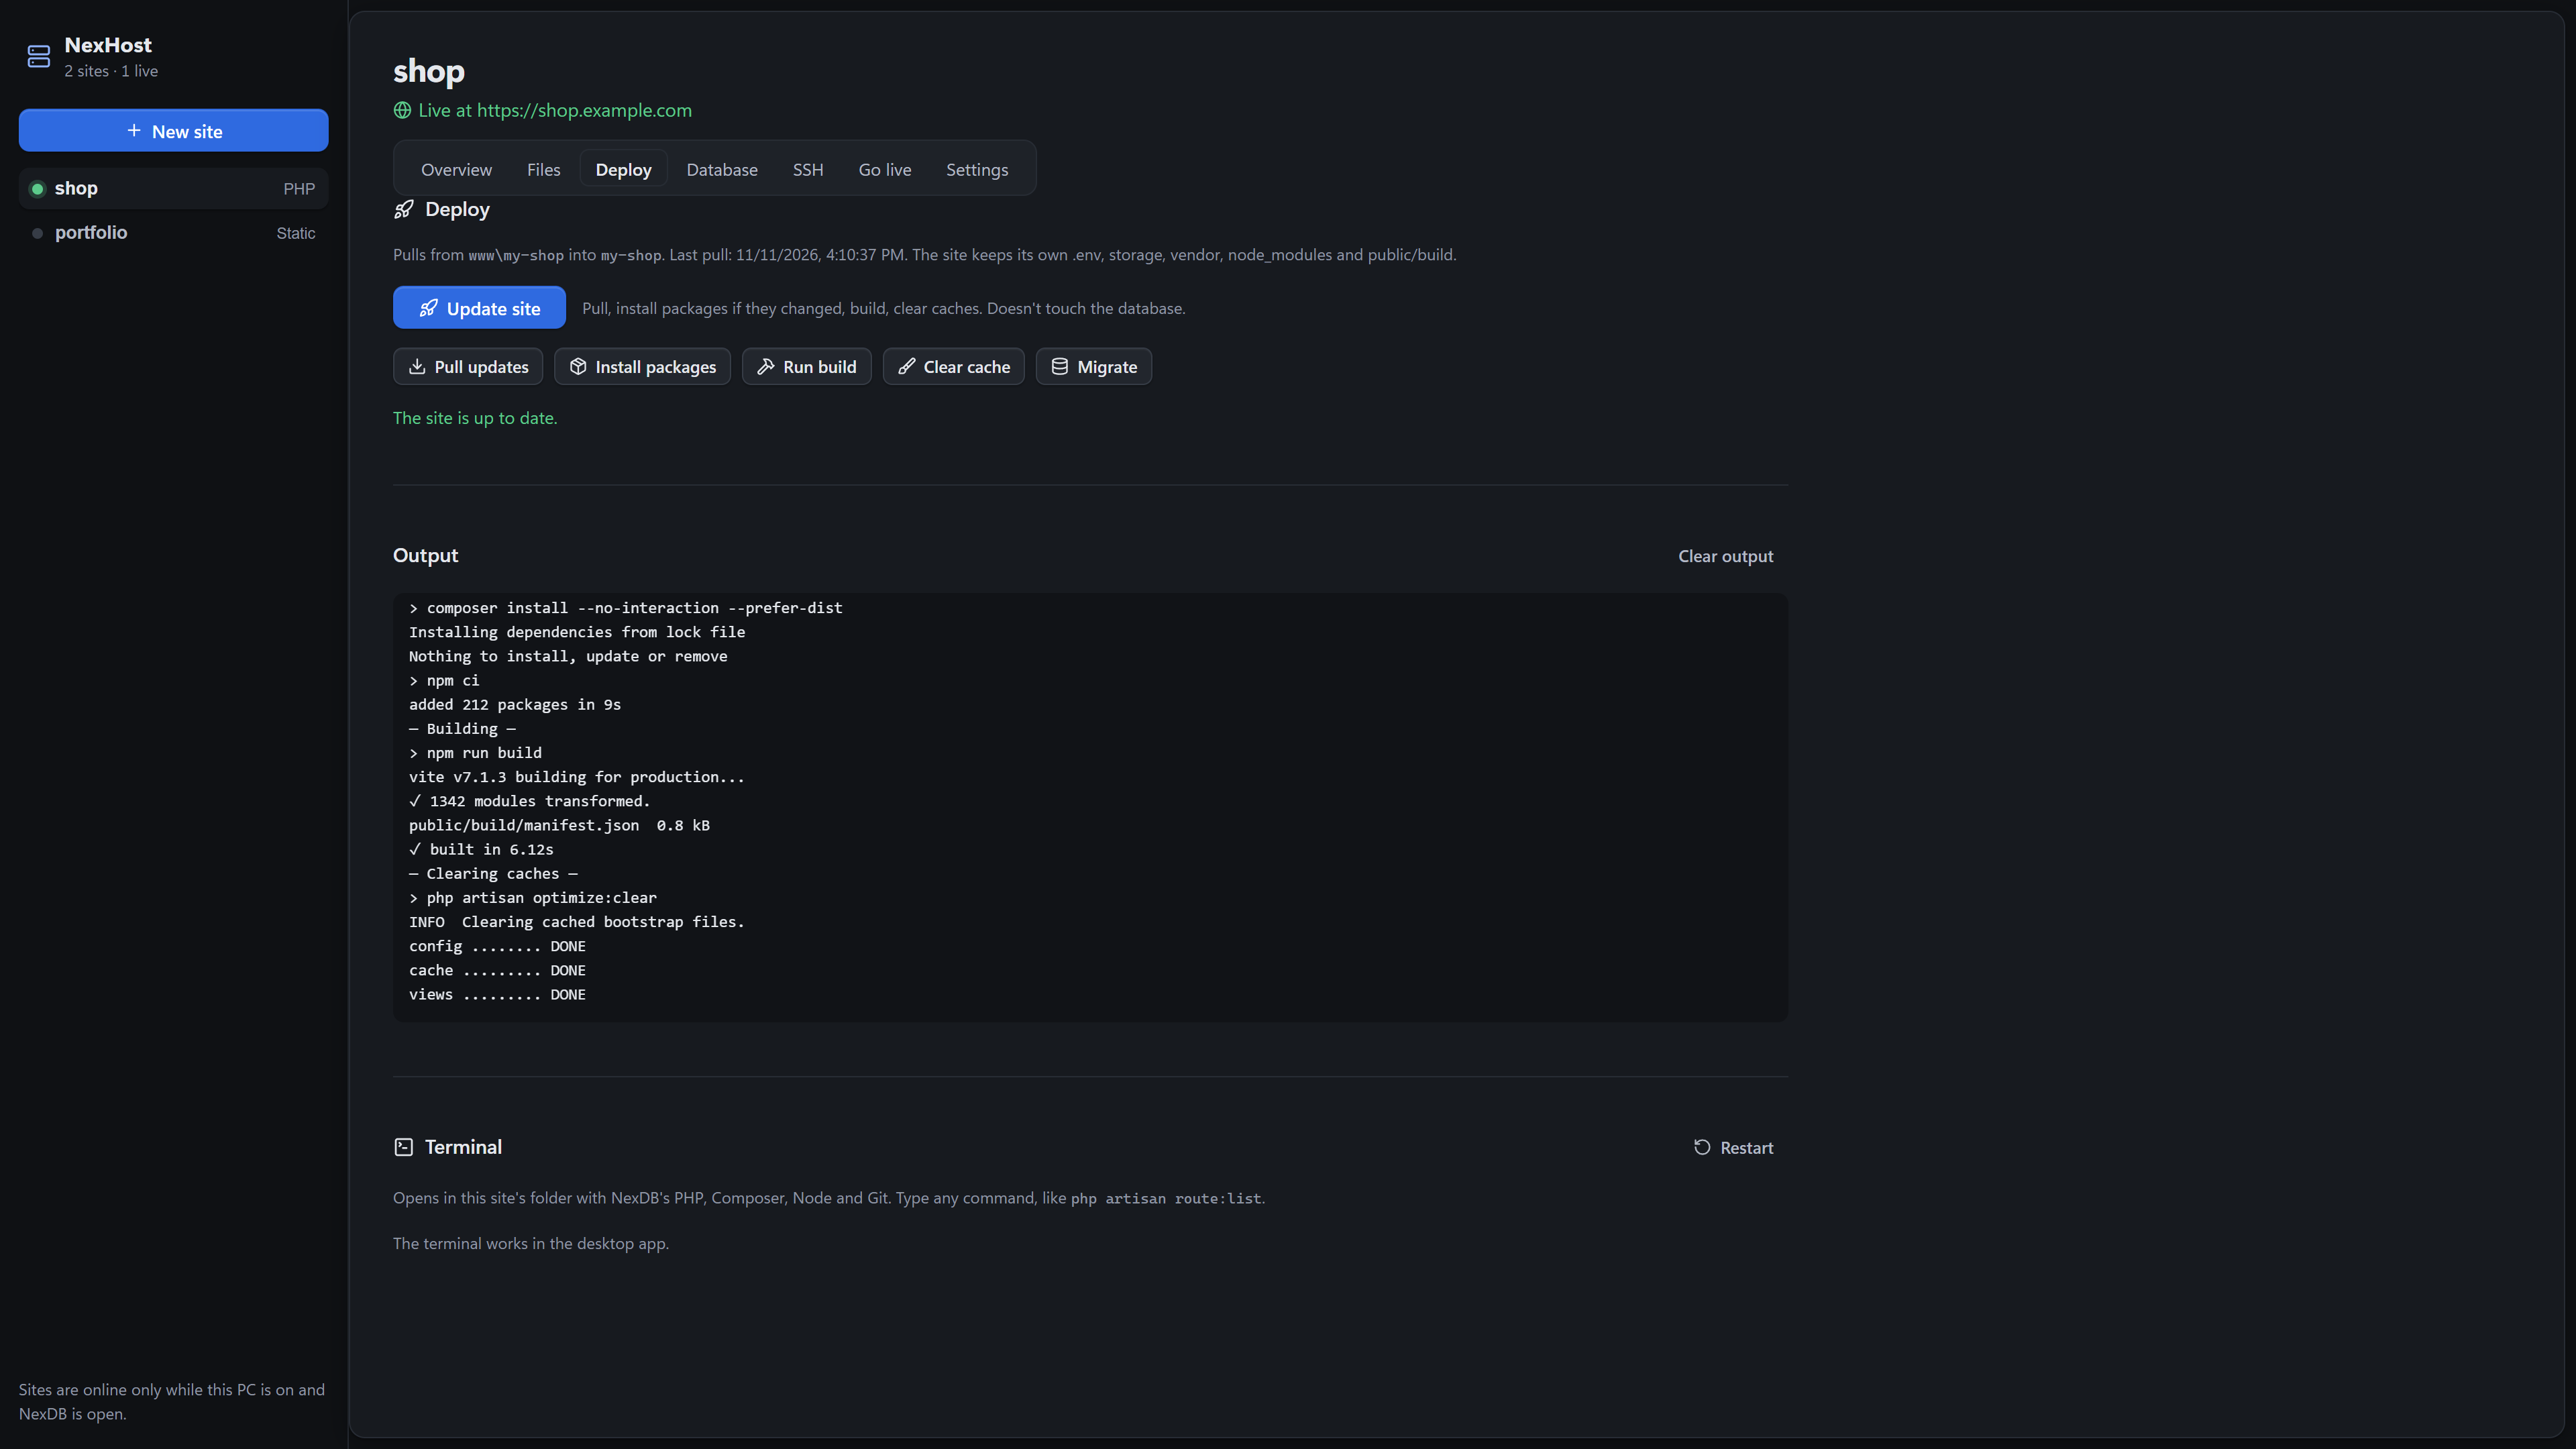 NexHost
2 sites · 1 live
+ New site
shop PHP
portfolio Static
Sites are online only while this PC is on and
NexDB is open.
shop
Live at https://shop.example.com
Overview Files Deploy Database SSH Go live Settings
Deploy
Pulls from www\my-shop into my-shop. Last pull: 11/11/2026, 4:10:37 PM. The site keeps its own .env, storage, vendor, node_modules and public/build.
Update site Pull, install packages if they changed, build, clear caches. Doesn't touch the database.
Pull updates Install packages Run build Clear cache Migrate
The site is up to date.
Output Clear output
> composer install --no-interaction --prefer-dist
Installing dependencies from lock file
Nothing to install, update or remove
> npm ci
added 212 packages in 9s
— Building —
> npm run build
vite v7.1.3 building for production...
✓ 1342 modules transformed.
public/build/manifest.json  0.8 kB
✓ built in 6.12s
— Clearing caches —
> php artisan optimize:clear
INFO  Clearing cached bootstrap files.
config ........ DONE
cache ......... DONE
views ......... DONE
Terminal Restart
Opens in this site's folder with NexDB's PHP, Composer, Node and Git. Type any command, like php artisan route:list.
The terminal works in the desktop app.